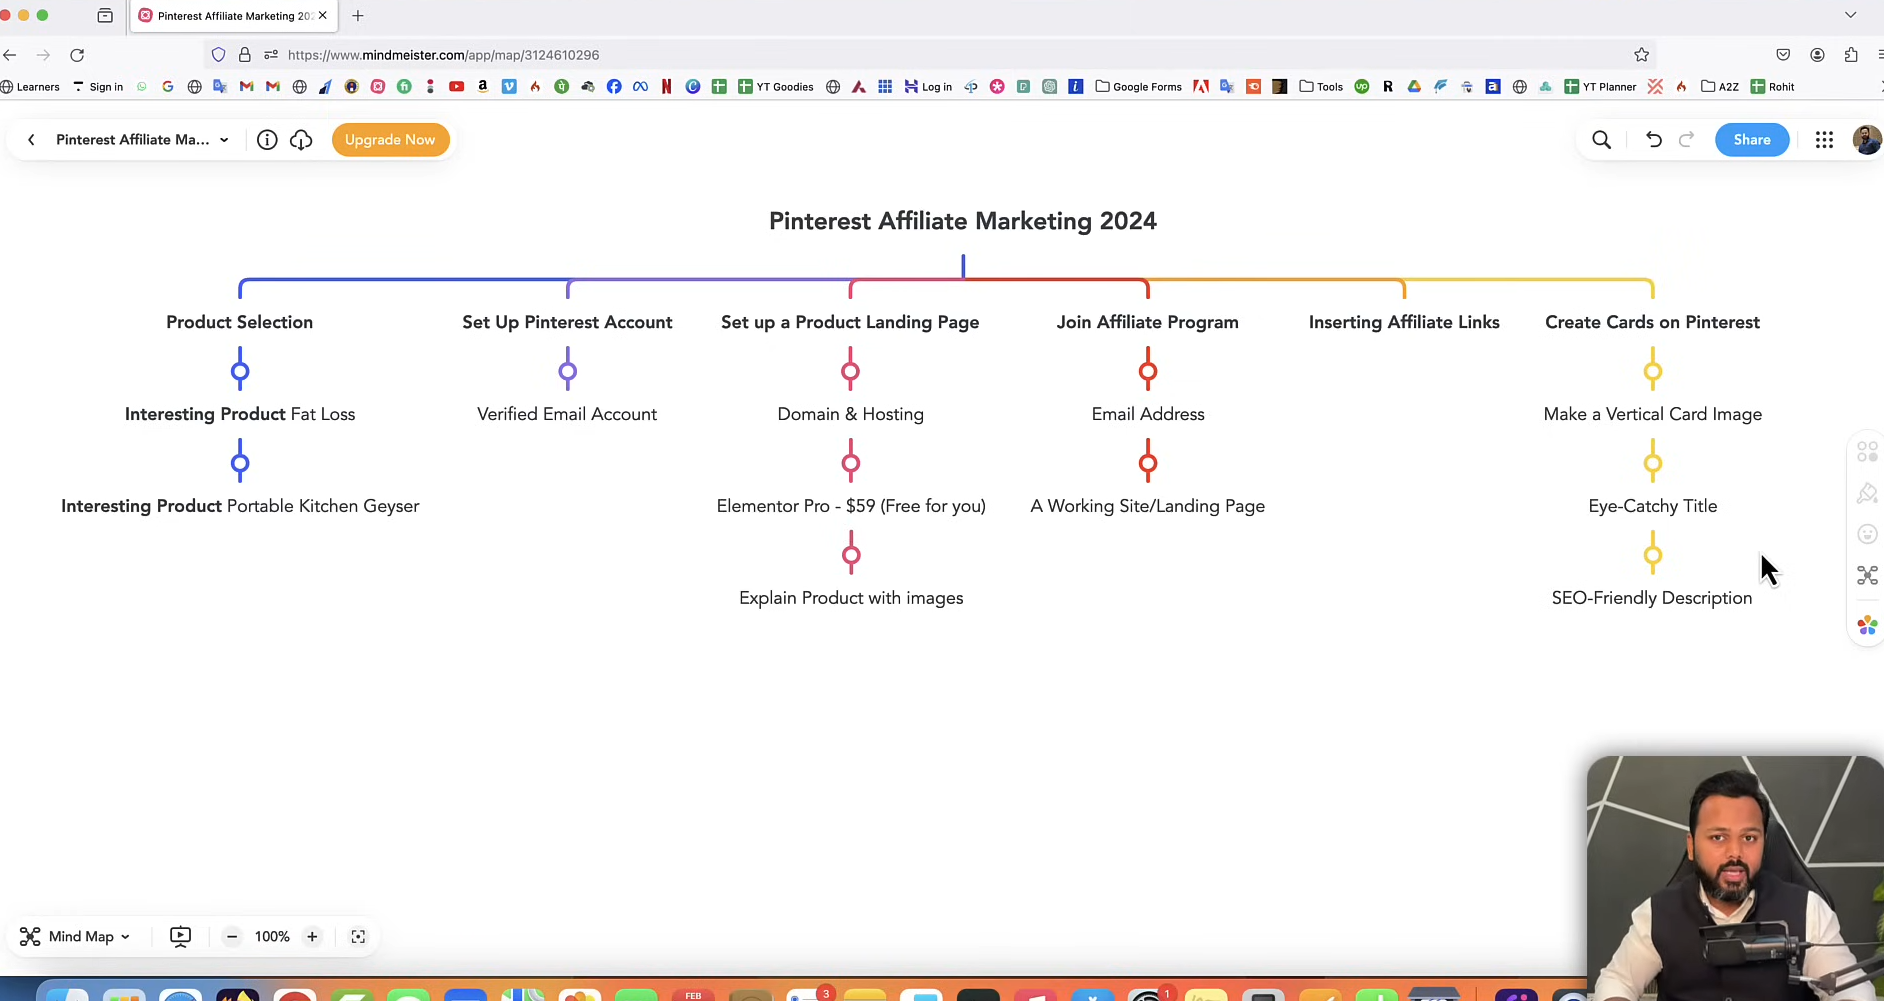 Pinterest Affiliate Marketing 202
https://www.mindmeister.com/app/map/3124610296
Learners
Sign in
YT Goodies
Log in
Google Forms
Tools
YT Planner
A2Z
Rohit
Pinterest Affiliate Ma...
Upgrade Now
Share
Pinterest Affiliate Marketing 2024
Product Selection
Set Up Pinterest Account
Set up a Product Landing Page
Join Affiliate Program
Inserting Affiliate Links
Create Cards on Pinterest
Interesting Product Fat Loss
Verified Email Account
Domain & Hosting
Email Address
Make a Vertical Card Image
Interesting Product Portable Kitchen Geyser
Elementor Pro - $59 (Free for you)
A Working Site/Landing Page
Eye-Catchy Title
Explain Product with images
SEO-Friendly Description
Mind Map
100%
FEB
3
1